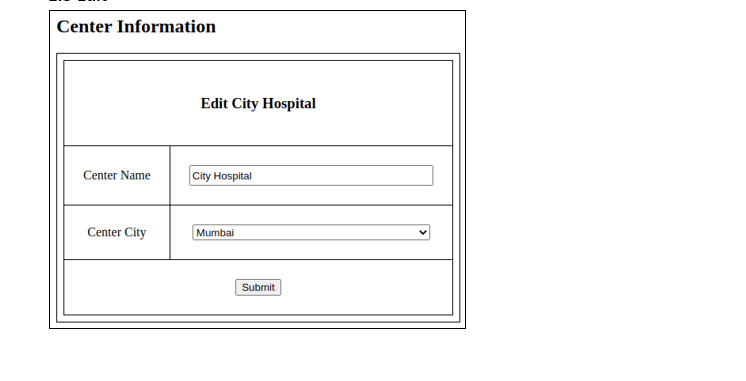 Center Information
Edit City Hospital
Center Name City Hospital
Center City Mumbai
Submit